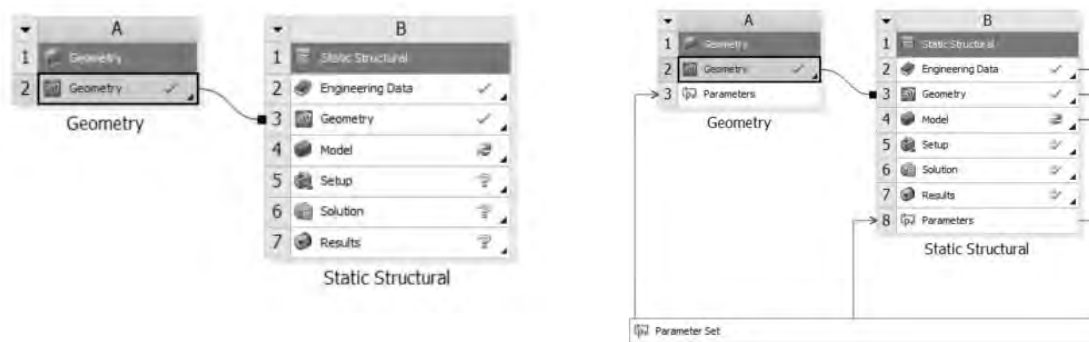 A
1 Geometry
2 Geometry
Geometry
B
1 Static Structural
2 Engineering Data
3 Geometry
4 Model
5 Setup
6 Solution
7 Results
Static Structural
A
1 Geometry
2 Geometry
3 Parameters
Geometry
B
1 Static Structural
2 Engineering Data
3 Geometry
4 Model
5 Setup
6 Solution
7 Results
8 Parameters
Static Structural
Parameter Set